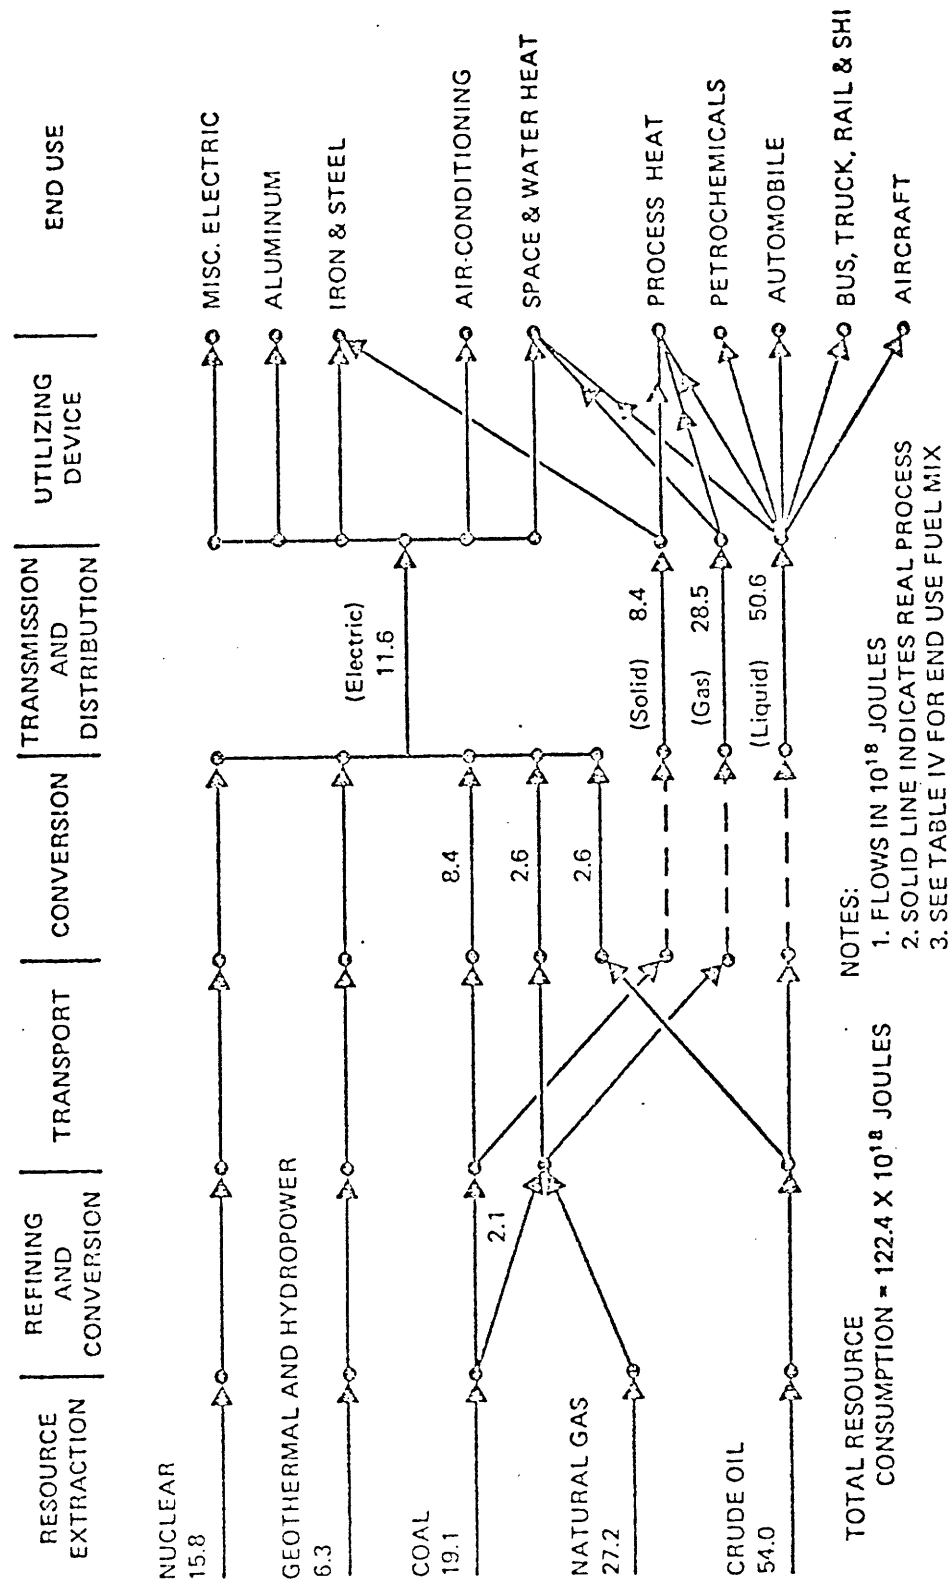 RESOURCE
EXTRACTION
REFINING
AND
CONVERSION
TRANSPORT
CONVERSION
TRANSMISSION
AND
DISTRIBUTION
UTILIZING
DEVICE
END USE
NUCLEAR
15.8
GEOTHERMAL AND HYDROPOWER
6.3
COAL
19.1
NATURAL GAS
27.2
CRUDE OIL
54.0
2.1
8.4
2.6
2.6
(Electric)
11.6
(Solid) 8.4
(Gas) 28.5
(Liquid) 50.6
MISC. ELECTRIC
ALUMINUM
IRON & STEEL
AIR-CONDITIONING
SPACE & WATER HEAT
PROCESS HEAT
PETROCHEMICALS
AUTOMOBILE
BUS, TRUCK, RAIL & SHI
AIRCRAFT
TOTAL RESOURCE
CONSUMPTION = 122.4 X 10¹⁸ JOULES
NOTES:
1. FLOWS IN 10¹⁸ JOULES
2. SOLID LINE INDICATES REAL PROCESS
3. SEE TABLE IV FOR END USE FUEL MIX